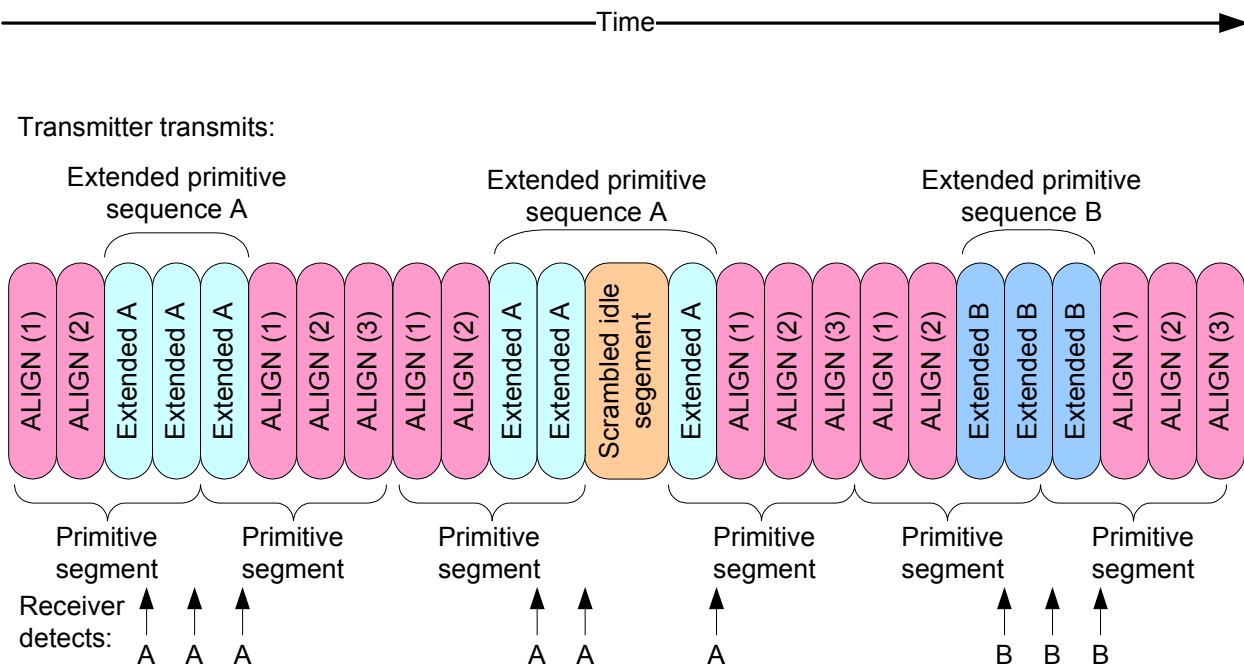 Time
Transmitter transmits:
Extended primitive
sequence A
Extended primitive
sequence A
Extended primitive
sequence B
ALIGN (1)
ALIGN (2)
Extended A
Extended A
Extended A
ALIGN (1)
ALIGN (2)
ALIGN (3)
ALIGN (1)
ALIGN (2)
Extended A
Extended A
Scrambled idle
segement
Extended A
ALIGN (1)
ALIGN (2)
ALIGN (3)
ALIGN (1)
ALIGN (2)
Extended B
Extended B
Extended B
ALIGN (1)
ALIGN (2)
ALIGN (3)
Primitive
segment
Primitive
segment
Primitive
segment
Primitive
segment
Primitive
segment
Primitive
segment
Receiver
detects:
A
A
A
A
A
A
B
B
B